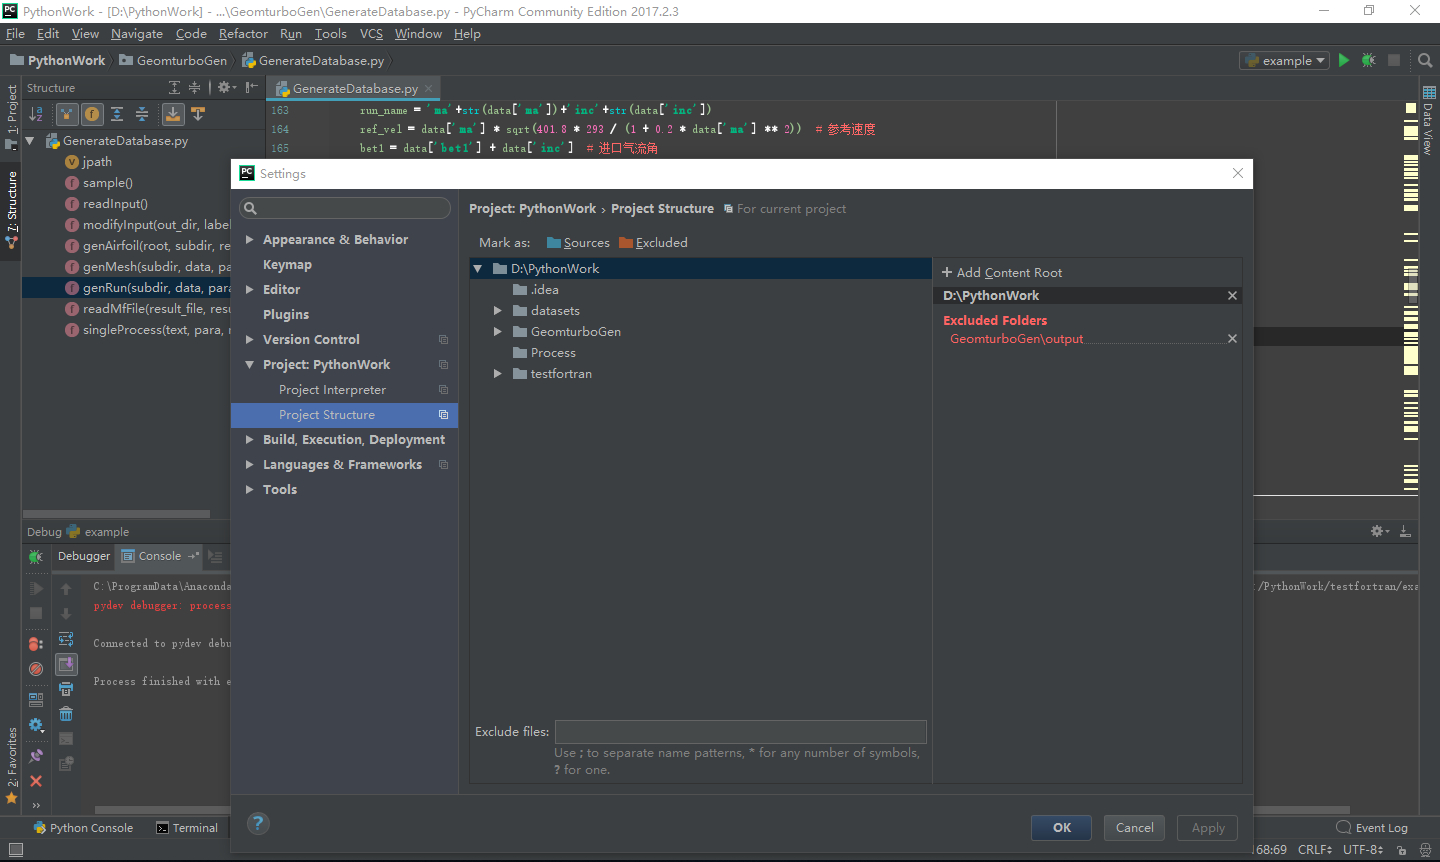 PythonWork - [D:\PythonWork] - ...\GeomturboGen\GenerateDatabase.py - PyCharm Community Edition 2017.2.3
File Edit View Navigate Code Refactor Run Tools VCS Window Help
PythonWork GeomturboGen GenerateDatabase.py example
Structure
GenerateDatabase.py
1: Project
7: Structure
2: Favorites
Data View
GenerateDatabase.py
jpath
sample()
readInput()
modifyInput(out_dir, label
genAirfoil(root, subdir, re
genMesh(subdir, data, pa
genRun(subdir, data, para
readMfFile(result_file, resu
singleProcess(text, para, r
163 run_name = 'ma'+str(data['ma'])+'inc'+str(data['inc'])
164 ref_vel = data['ma'] * sqrt(401.8 * 293 / (1 + 0.2 * data['ma'] ** 2)) # 参考速度
165 bet1 = data['bet1'] + data['inc'] # 进口气流角
Settings
Appearance & Behavior
Keymap
Editor
Plugins
Version Control
Project: PythonWork
Project Interpreter
Project Structure
Build, Execution, Deployment
Languages & Frameworks
Tools
Project: PythonWork › Project Structure For current project
Mark as: Sources Excluded
D:\PythonWork
.idea
datasets
GeomturboGen
Process
testfortran
+ Add Content Root
D:\PythonWork
Excluded Folders
GeomturboGen\output
Exclude files:
Use ; to separate name patterns, * for any number of symbols,
? for one.
OK Cancel Apply
Debug example
Debugger Console
C:\ProgramData\Anaconda
:/PythonWork/testfortran/exa
pydev debugger: process
Connected to pydev debu
Process finished with e
Python Console Terminal Event Log
68:69 CRLF UTF-8